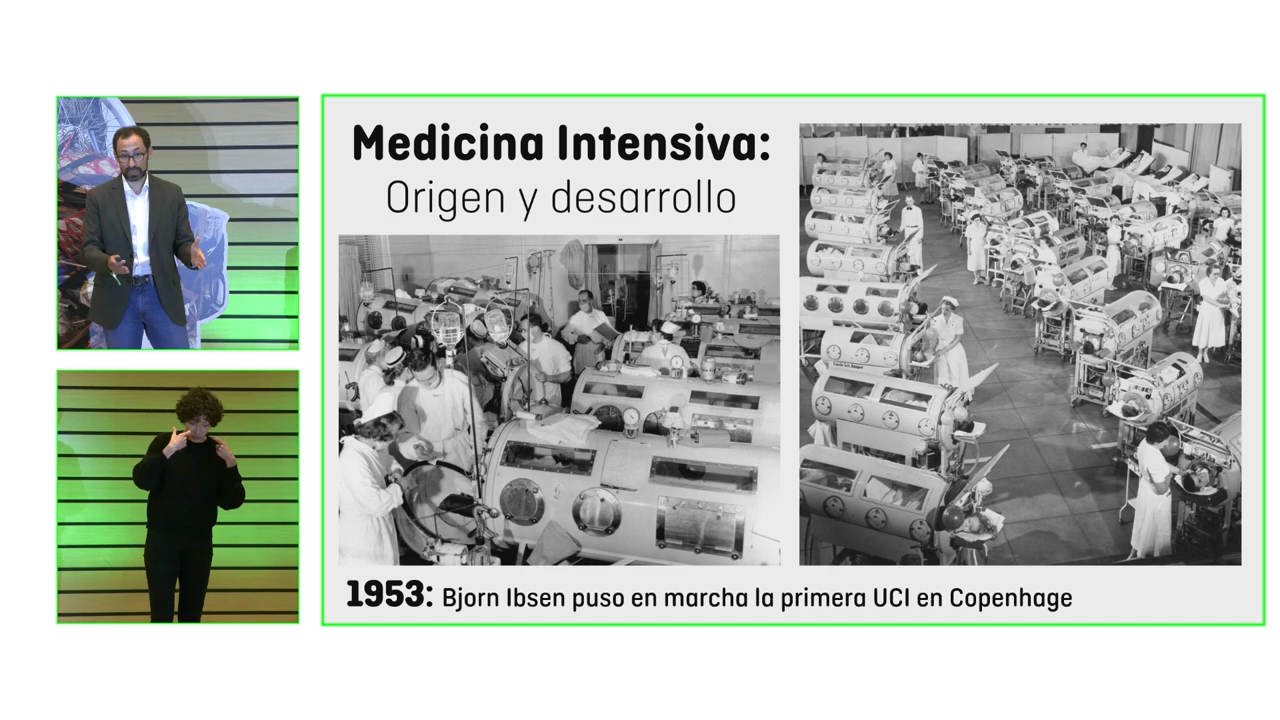 Medicina Intensiva:
Origen y desarrollo
1953: Bjorn Ibsen puso en marcha la primera UCI en Copenhage